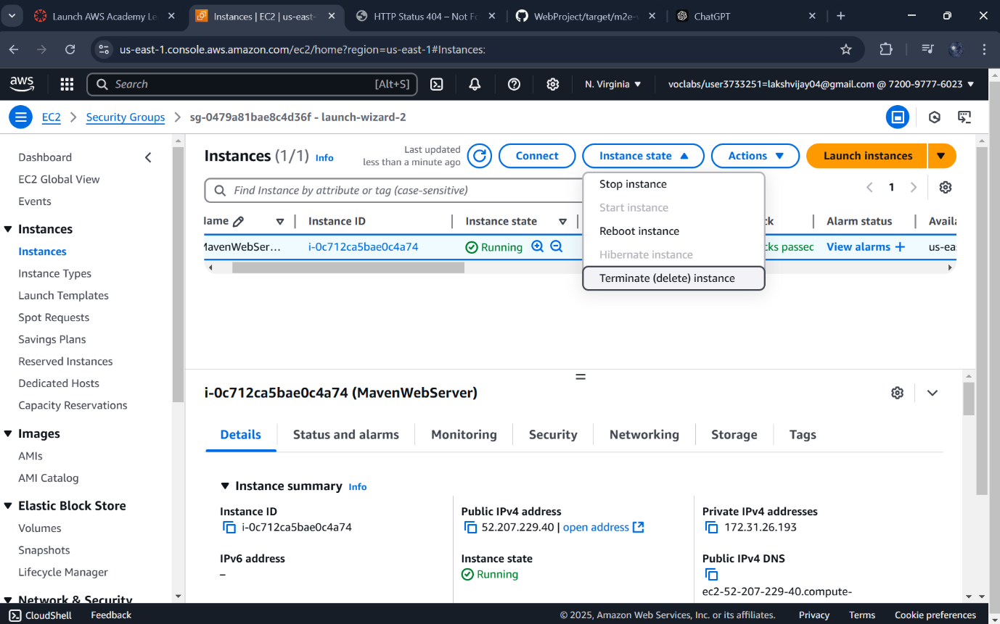 Launch AWS Academy Le
Instances | EC2 | us-east-
HTTP Status 404 – Not Fo
WebProject/target/m2e-
ChatGPT
us-east-1.console.aws.amazon.com/ec2/home?region=us-east-1#Instances:
aws
Search
[Alt+S]
N. Virginia
voclabs/user3733251=lakshvijay04@gmail.com @ 7200-9777-6023
EC2
Security Groups
sg-0479a81bae8c4d36f - launch-wizard-2
Dashboard
EC2 Global View
Events
Instances
Instances
Instance Types
Launch Templates
Spot Requests
Savings Plans
Reserved Instances
Dedicated Hosts
Capacity Reservations
Images
AMIs
AMI Catalog
Elastic Block Store
Volumes
Snapshots
Lifecycle Manager
Network & Security
Instances (1/1) Info
Last updated
less than a minute ago
Connect
Instance state
Actions
Launch instances
Find Instance by attribute or tag (case-sensitive)
1
Stop instance
Start instance
Reboot instance
Hibernate instance
Terminate (delete) instance
Name
Instance ID
Instance state
ck
Alarm status
Availa
MavenWebSer...
i-0c712ca5bae0c4a74
Running
cks passec
View alarms +
us-eas
i-0c712ca5bae0c4a74 (MavenWebServer)
Details
Status and alarms
Monitoring
Security
Networking
Storage
Tags
Instance summary Info
Instance ID
i-0c712ca5bae0c4a74
Public IPv4 address
52.207.229.40 | open address
Private IPv4 addresses
172.31.26.193
IPv6 address
–
Instance state
Running
Public IPv4 DNS
ec2-52-207-229-40.compute-
CloudShell
Feedback
© 2025, Amazon Web Services, Inc. or its affiliates.
Privacy
Terms
Cookie preferences